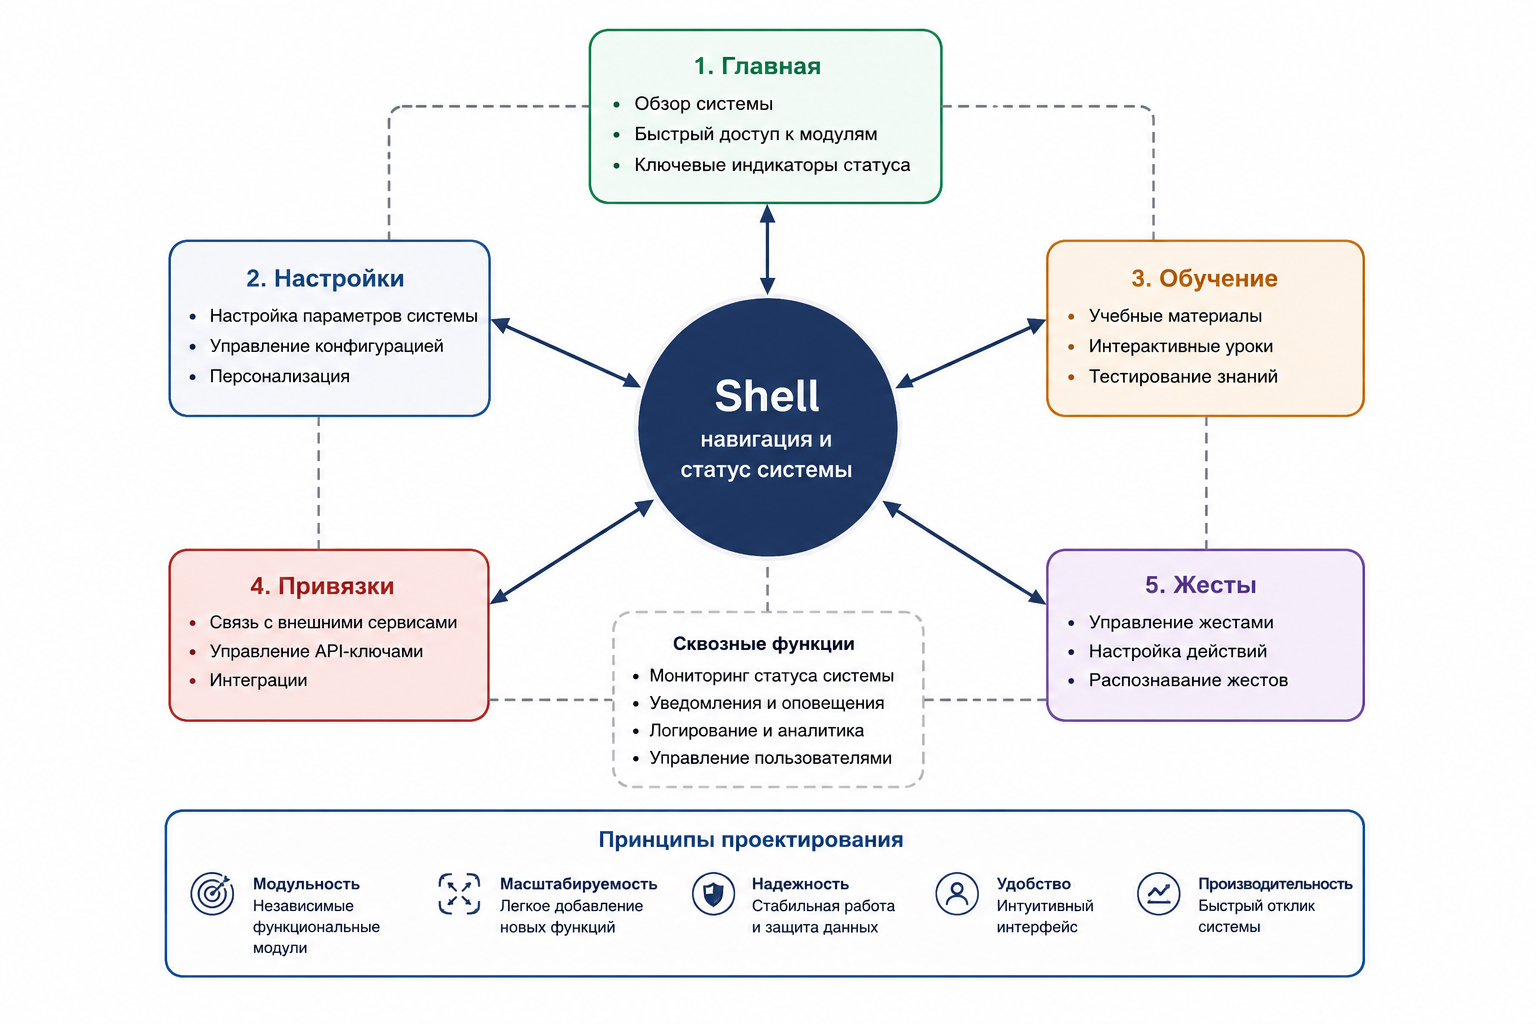 1. Главная
• Обзор системы
• Быстрый доступ к модулям
• Ключевые индикаторы статуса
2. Настройки
• Настройка параметров системы
• Управление конфигурацией
• Персонализация
3. Обучение
• Учебные материалы
• Интерактивные уроки
• Тестирование знаний
Shell
навигация и
статус системы
4. Привязки
• Связь с внешними сервисами
• Управление API-ключами
• Интеграции
5. Жесты
• Управление жестами
• Настройка действий
• Распознавание жестов
Сквозные функции
• Мониторинг статуса системы
• Уведомления и оповещения
• Логирование и аналитика
• Управление пользователями
Принципы проектирования
Модульность
Независимые
функциональные
модули
Масштабируемость
Легкое добавление
новых функций
Надежность
Стабильная работа
и защита данных
Удобство
Интуитивный
интерфейс
Производительность
Быстрый отклик
системы